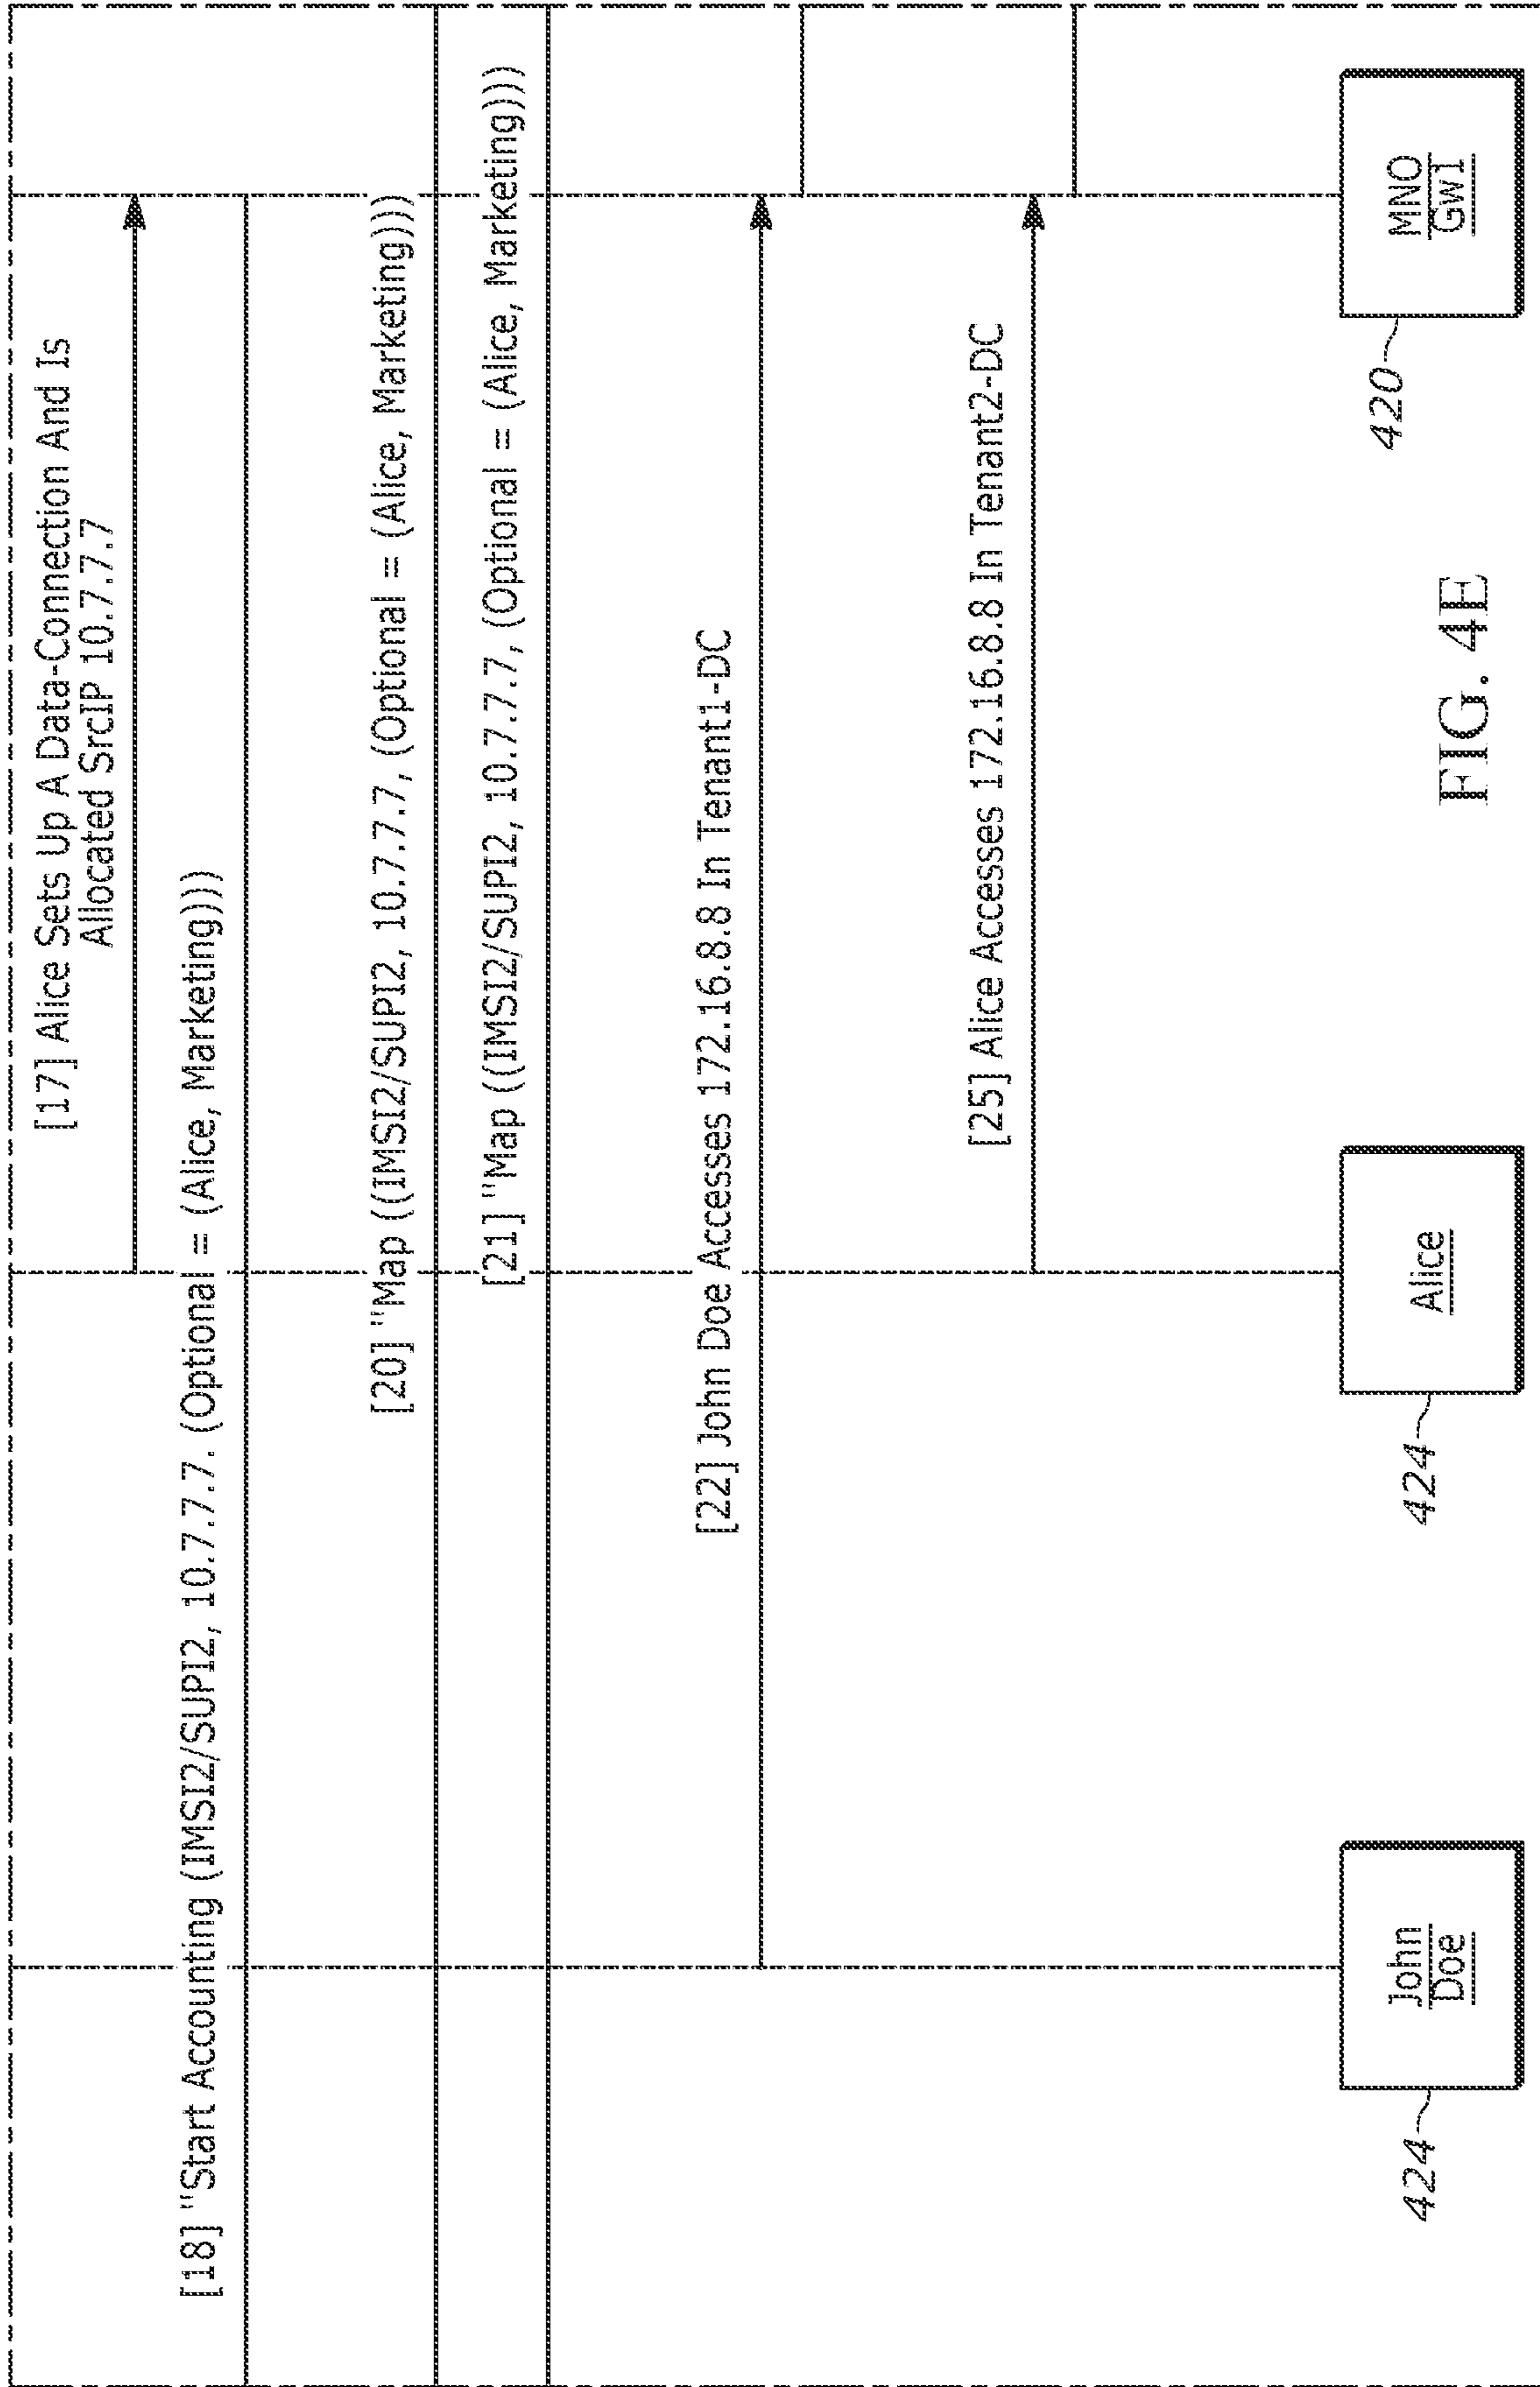 [17] Alice Sets Up A Data-Connection And Is
Allocated SrcIP 10.7.7.7
[18] "Start Accounting (IMSI2/SUPI2, 10.7.7.7. (Optional = (Alice, Marketing)))
[20] "Map ((IMSI2/SUPI2, 10.7.7.7, (Optional = (Alice, Marketing)))
[21] "Map ((IMSI2/SUPI2, 10.7.7.7, (Optional = (Alice, Marketing)))
[22] John Doe Accesses 172.16.8.8 In Tenant1-DC
[25] Alice Accesses 172.16.8.8 In Tenant2-DC
424
John
Doe
424
Alice
420
MNO
Gw1
FIG. 4E